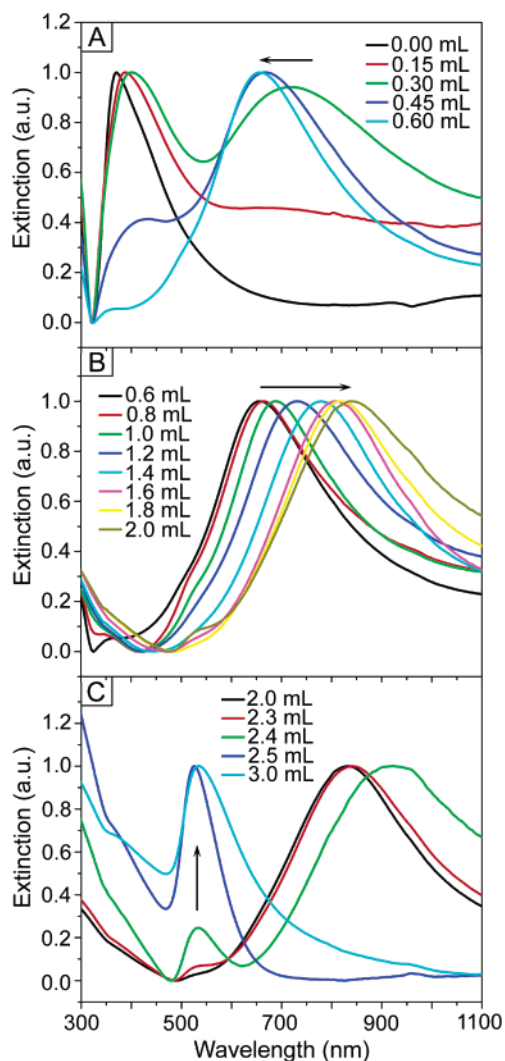 A
0.00 mL
0.15 mL
0.30 mL
0.45 mL
0.60 mL
1.2
1.0
0.8
0.6
0.4
0.2
0.0
Extinction (a.u.)
B
0.6 mL
0.8 mL
1.0 mL
1.2 mL
1.4 mL
1.6 mL
1.8 mL
2.0 mL
1.0
0.8
0.6
0.4
0.2
0.0
Extinction (a.u.)
C
2.0 mL
2.3 mL
2.4 mL
2.5 mL
3.0 mL
1.2
1.0
0.8
0.6
0.4
0.2
0.0
Extinction (a.u.)
300 500 700 900 1100
Wavelength (nm)